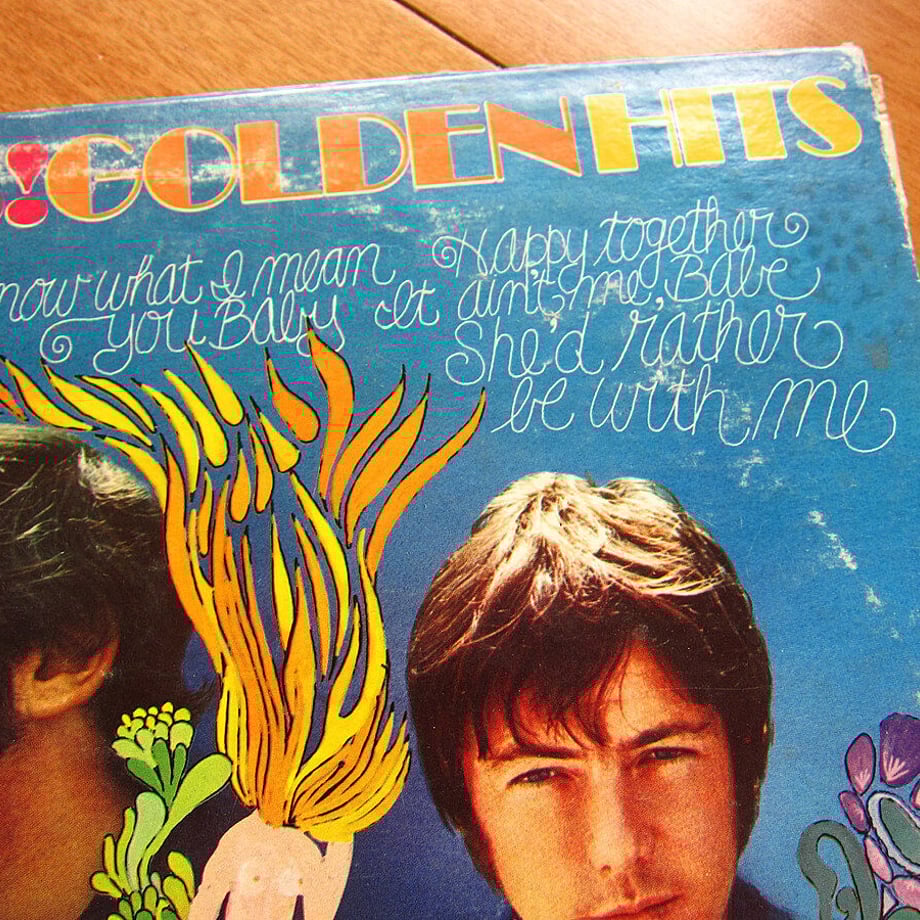 ! GOLDEN HITS
now what I mean Happy together
You Baby It ain't me, Babe
She'd rather
be with me